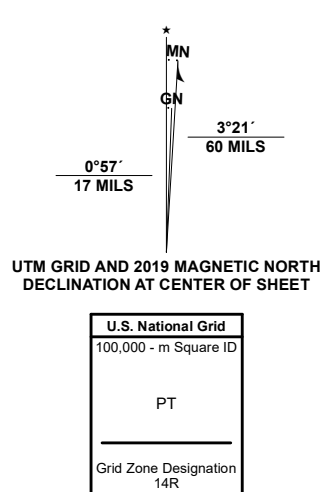 ★
MN
GN
3°21´
60 MILS
0°57´
17 MILS
UTM GRID AND 2019 MAGNETIC NORTH
DECLINATION AT CENTER OF SHEET
U.S. National Grid
100,000 - m Square ID
PT
Grid Zone Designation
14R